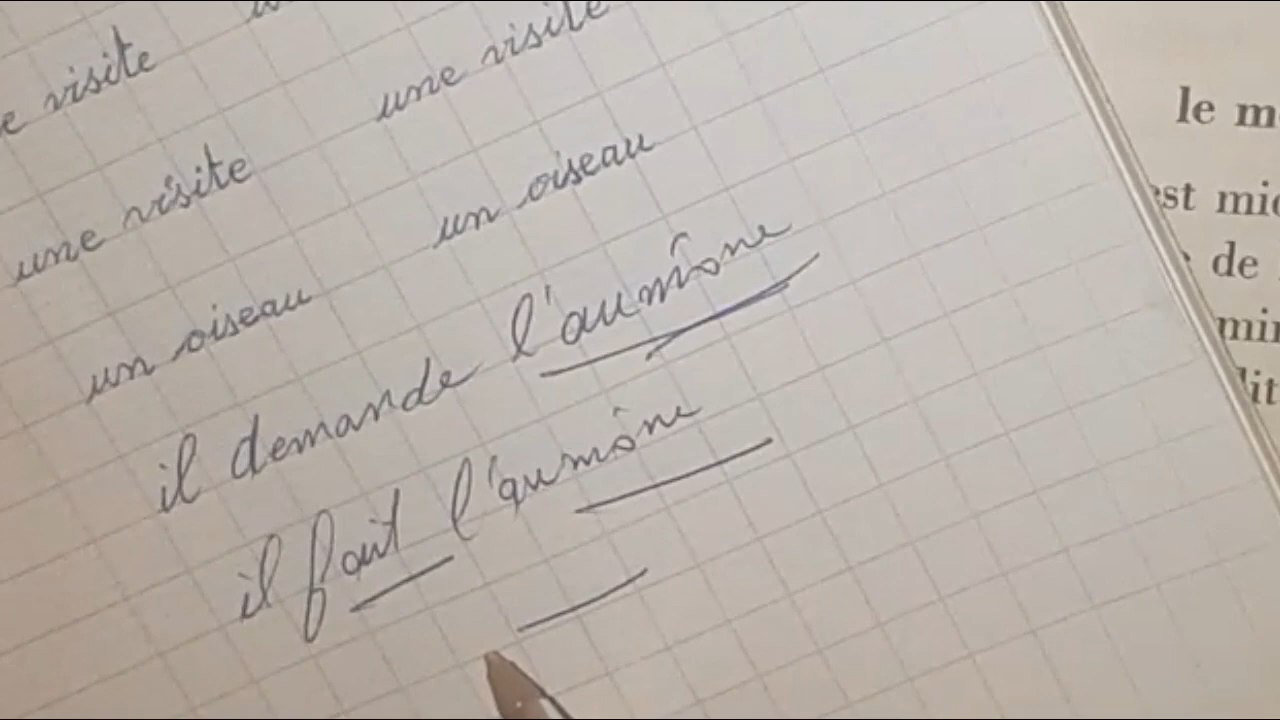 visite une visite
une visite un oiseau
un oiseau
il demande l'aumône
il fait l'aumône
le m
est mi
de
min
dit